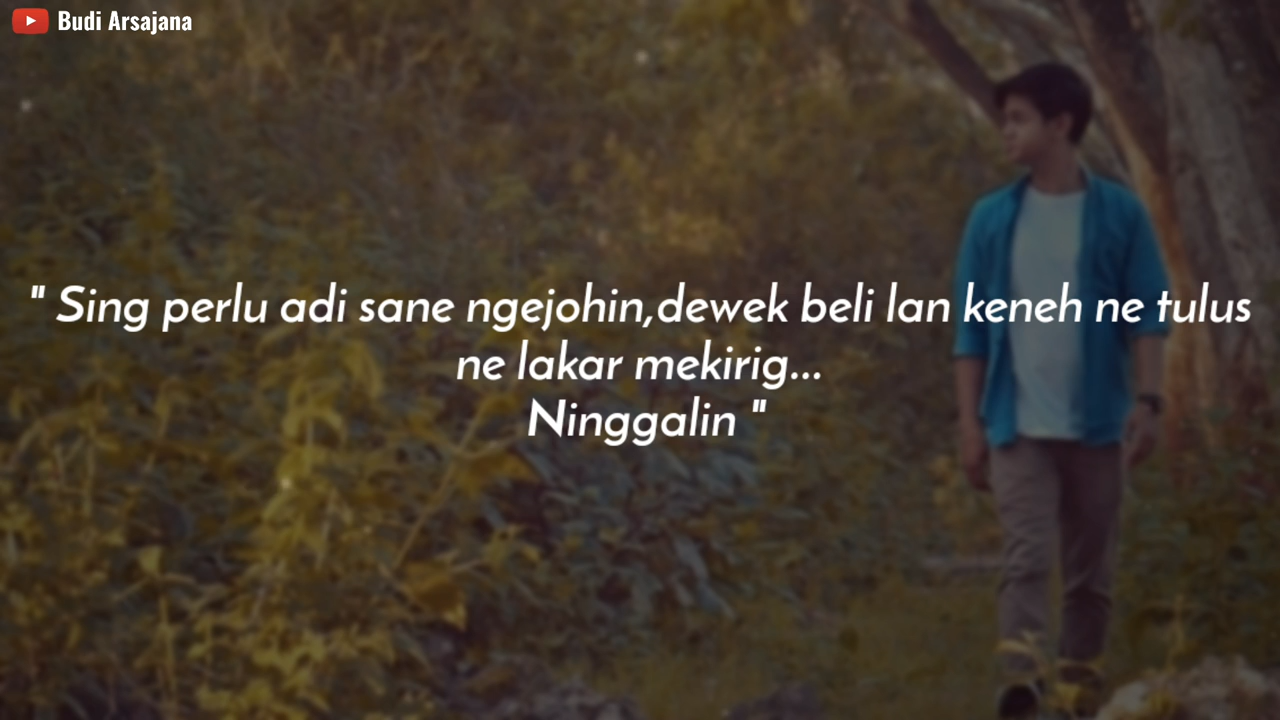 Budi Arsajana
" Sing perlu adi sane ngejohin,dewek beli lan keneh ne tulus
ne lakar mekirig...
Ninggalin "